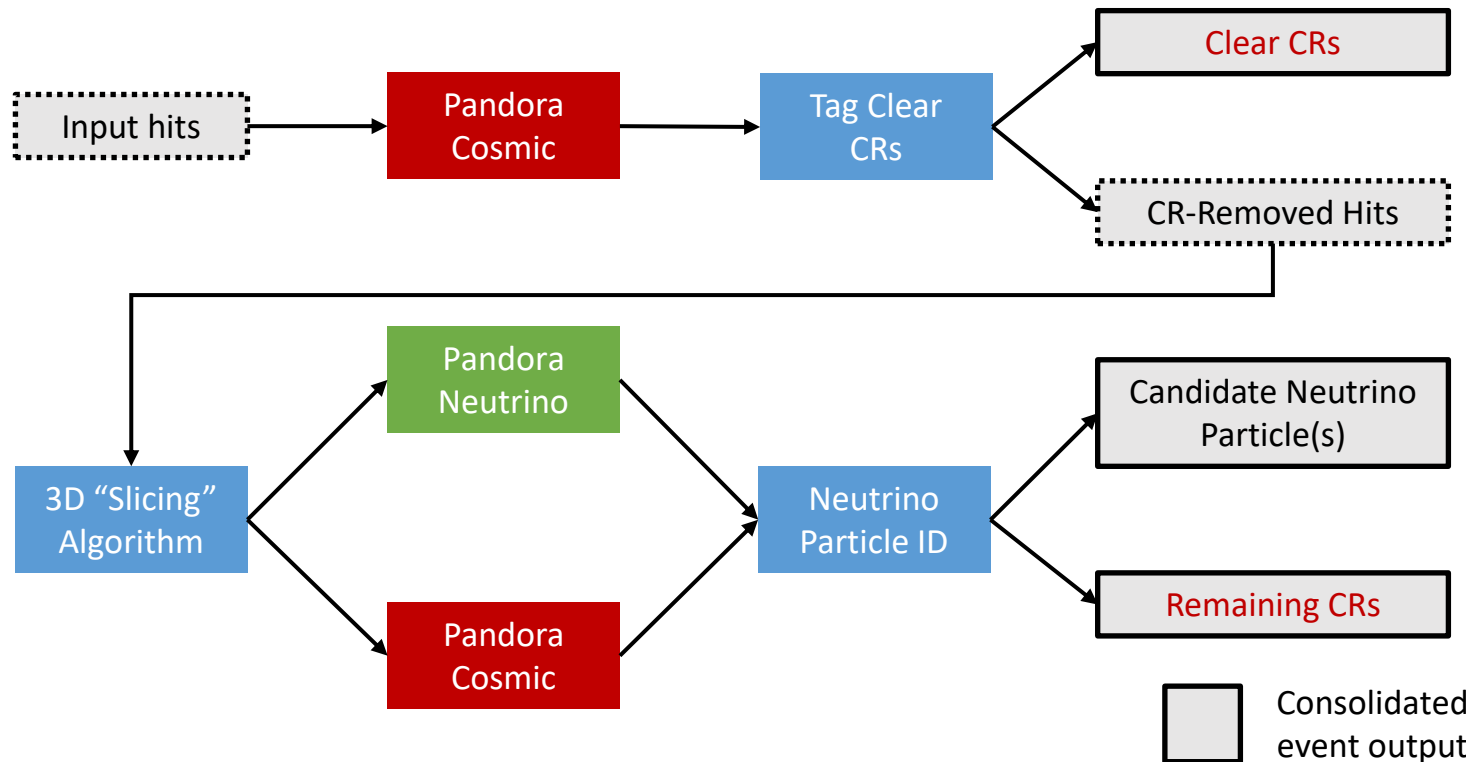 Clear CRs
Input hits
Pandora
Cosmic
Tag Clear
CRs
CR-Removed Hits
Pandora
Neutrino
Candidate Neutrino
Particle(s)
3D “Slicing”
Algorithm
Neutrino
Particle ID
Pandora
Cosmic
Remaining CRs
Consolidated
event output